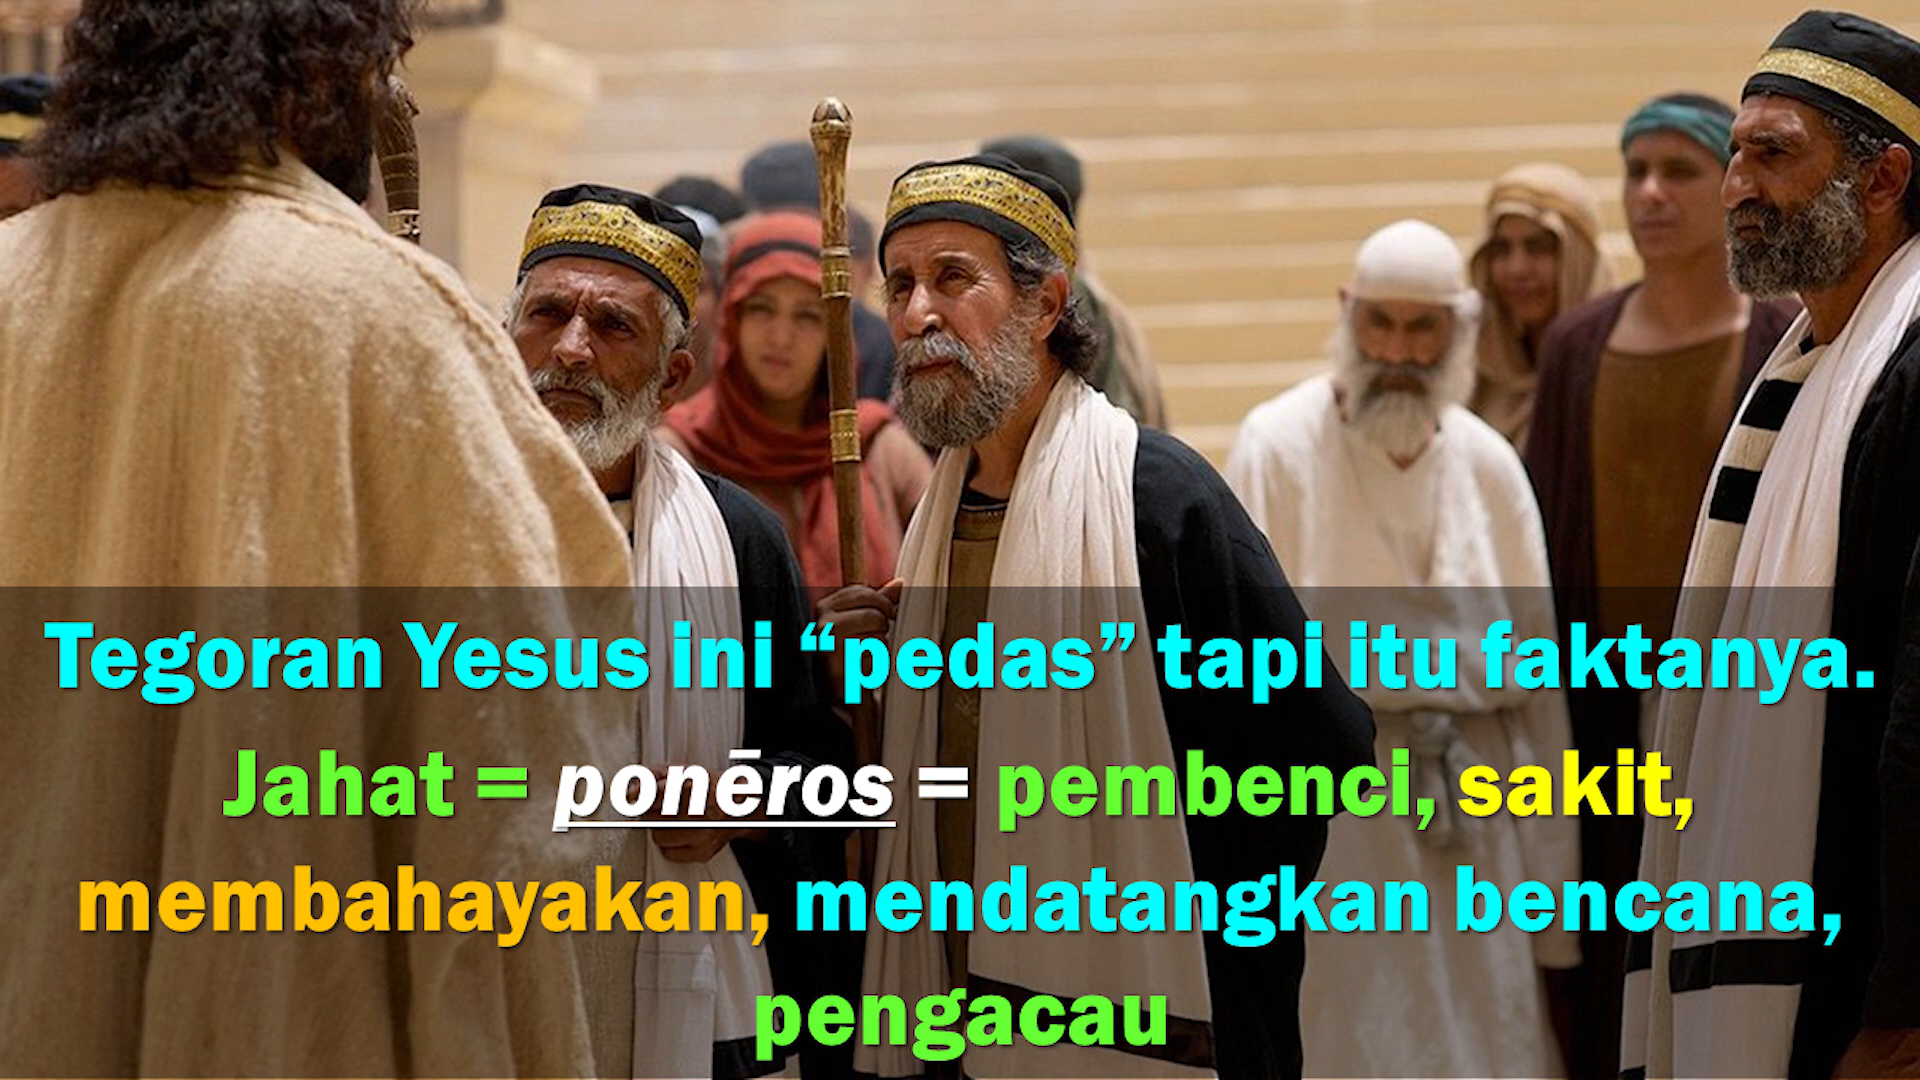 Tegoran Yesus ini “pedas” tapi itu faktanya.
Jahat = ponēros = pembenci, sakit,
membahayakan, mendatangkan bencana,
pengacau